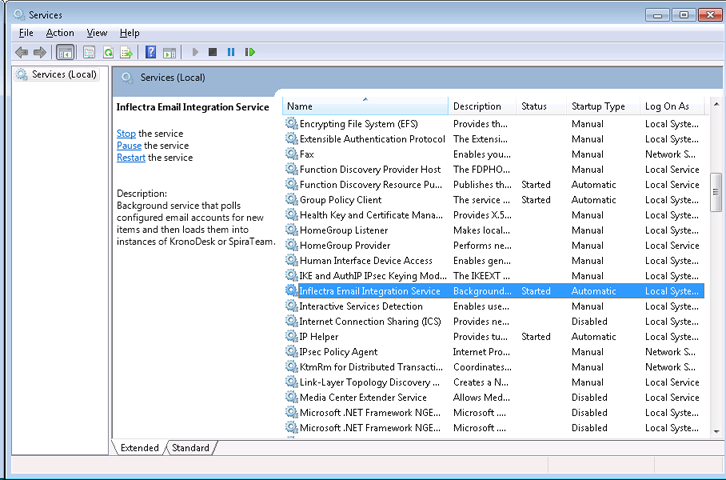 Services
File Action View Help
Services (Local)
Services (Local)
Inflectra Email Integration Service
Stop the service
Pause the service
Restart the service
Description:
Background service that polls
configured email accounts for new
items and then loads them into
instances of KronoDesk or SpiraTeam.
Name Description Status Startup Type Log On As
Encrypting File System (EFS) Provides th... Manual Local Syste...
Extensible Authentication Protocol The Extensi... Manual Local Syste...
Fax Enables you... Manual Network S...
Function Discovery Provider Host The FDPHO... Manual Local Service
Function Discovery Resource Pu... Publishes th... Started Automatic Local Service
Group Policy Client The service ... Started Automatic Local Syste...
Health Key and Certificate Mana... Provides X.5... Manual Local Syste...
HomeGroup Listener Makes local... Manual Local Syste...
HomeGroup Provider Performs ne... Manual Local Service
Human Interface Device Access Enables gen... Manual Local Syste...
IKE and AuthIP IPsec Keying Mod... The IKEEXT ... Manual Local Syste...
Inflectra Email Integration Service Background... Started Automatic Local Syste...
Interactive Services Detection Enables use... Manual Local Syste...
Internet Connection Sharing (ICS) Provides ne... Disabled Local Syste...
IP Helper Provides tu... Started Automatic Local Syste...
IPsec Policy Agent Internet Pro... Manual Network S...
KtmRm for Distributed Transacti... Coordinates... Manual Network S...
Link-Layer Topology Discovery ... Creates a N... Manual Local Service
Media Center Extender Service Allows Med... Disabled Local Service
Microsoft .NET Framework NGE... Microsoft .... Disabled Local Syste...
Microsoft .NET Framework NGE... Microsoft .... Disabled Local Syste...
Extended Standard